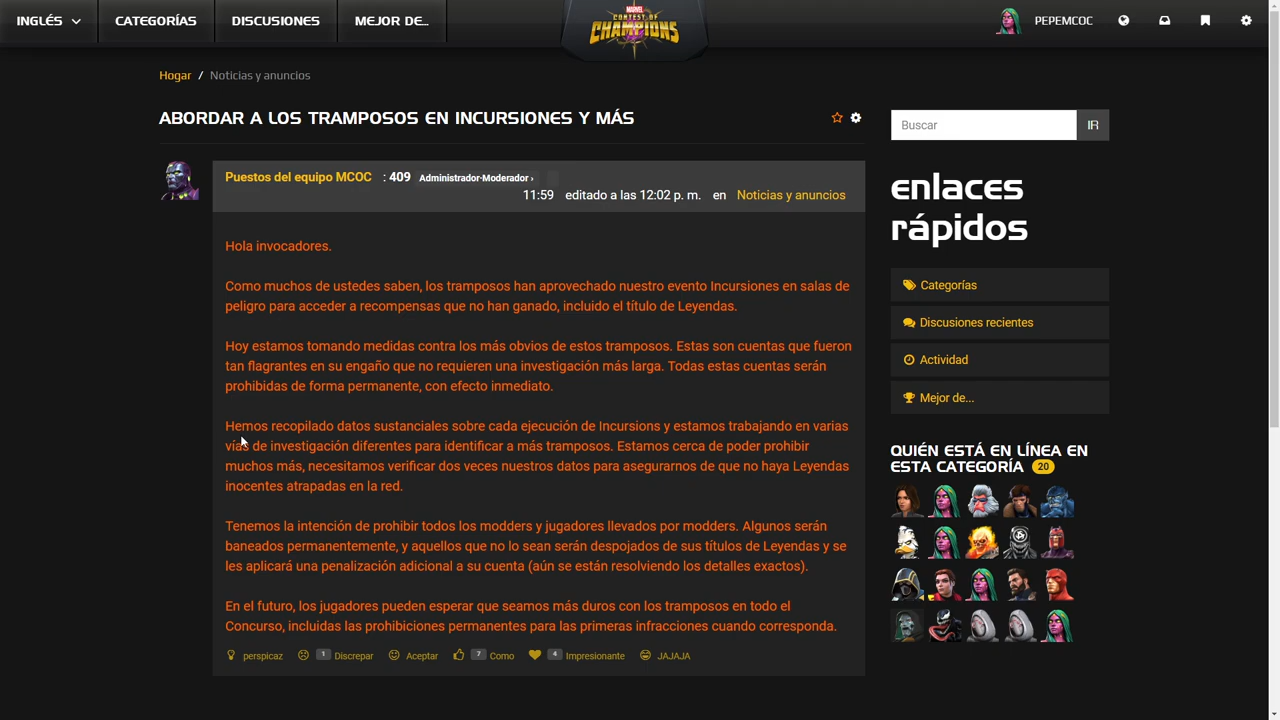 INGLÉS
CATEGORÍAS
DISCUSIONES
MEJOR DE...
MARVEL
CONTEST OF
CHAMPIONS
PEPEMCOC
Hogar / Noticias y anuncios
ABORDAR A LOS TRAMPOSOS EN INCURSIONES Y MÁS
Puestos del equipo MCOC : 409 Administrador-Moderador ›
11:59 editado a las 12:02 p. m. en Noticias y anuncios
Hola invocadores.
Como muchos de ustedes saben, los tramposos han aprovechado nuestro evento Incursiones en salas de
peligro para acceder a recompensas que no han ganado, incluido el título de Leyendas.
Hoy estamos tomando medidas contra los más obvios de estos tramposos. Estas son cuentas que fueron
tan flagrantes en su engaño que no requieren una investigación más larga. Todas estas cuentas serán
prohibidas de forma permanente, con efecto inmediato.
Hemos recopilado datos sustanciales sobre cada ejecución de Incursions y estamos trabajando en varias
vías de investigación diferentes para identificar a más tramposos. Estamos cerca de poder prohibir
muchos más, necesitamos verificar dos veces nuestros datos para asegurarnos de que no haya Leyendas
inocentes atrapadas en la red.
Tenemos la intención de prohibir todos los modders y jugadores llevados por modders. Algunos serán
baneados permanentemente, y aquellos que no lo sean serán despojados de sus títulos de Leyendas y se
les aplicará una penalización adicional a su cuenta (aún se están resolviendo los detalles exactos).
En el futuro, los jugadores pueden esperar que seamos más duros con los tramposos en todo el
Concurso, incluidas las prohibiciones permanentes para las primeras infracciones cuando corresponda.
perspicaz 1 Discrepar Aceptar 7 Como 4 Impresionante JAJAJA
Buscar
IR
enlaces
rápidos
Categorías
Discusiones recientes
Actividad
Mejor de...
QUIÉN ESTÁ EN LÍNEA EN
ESTA CATEGORÍA 20